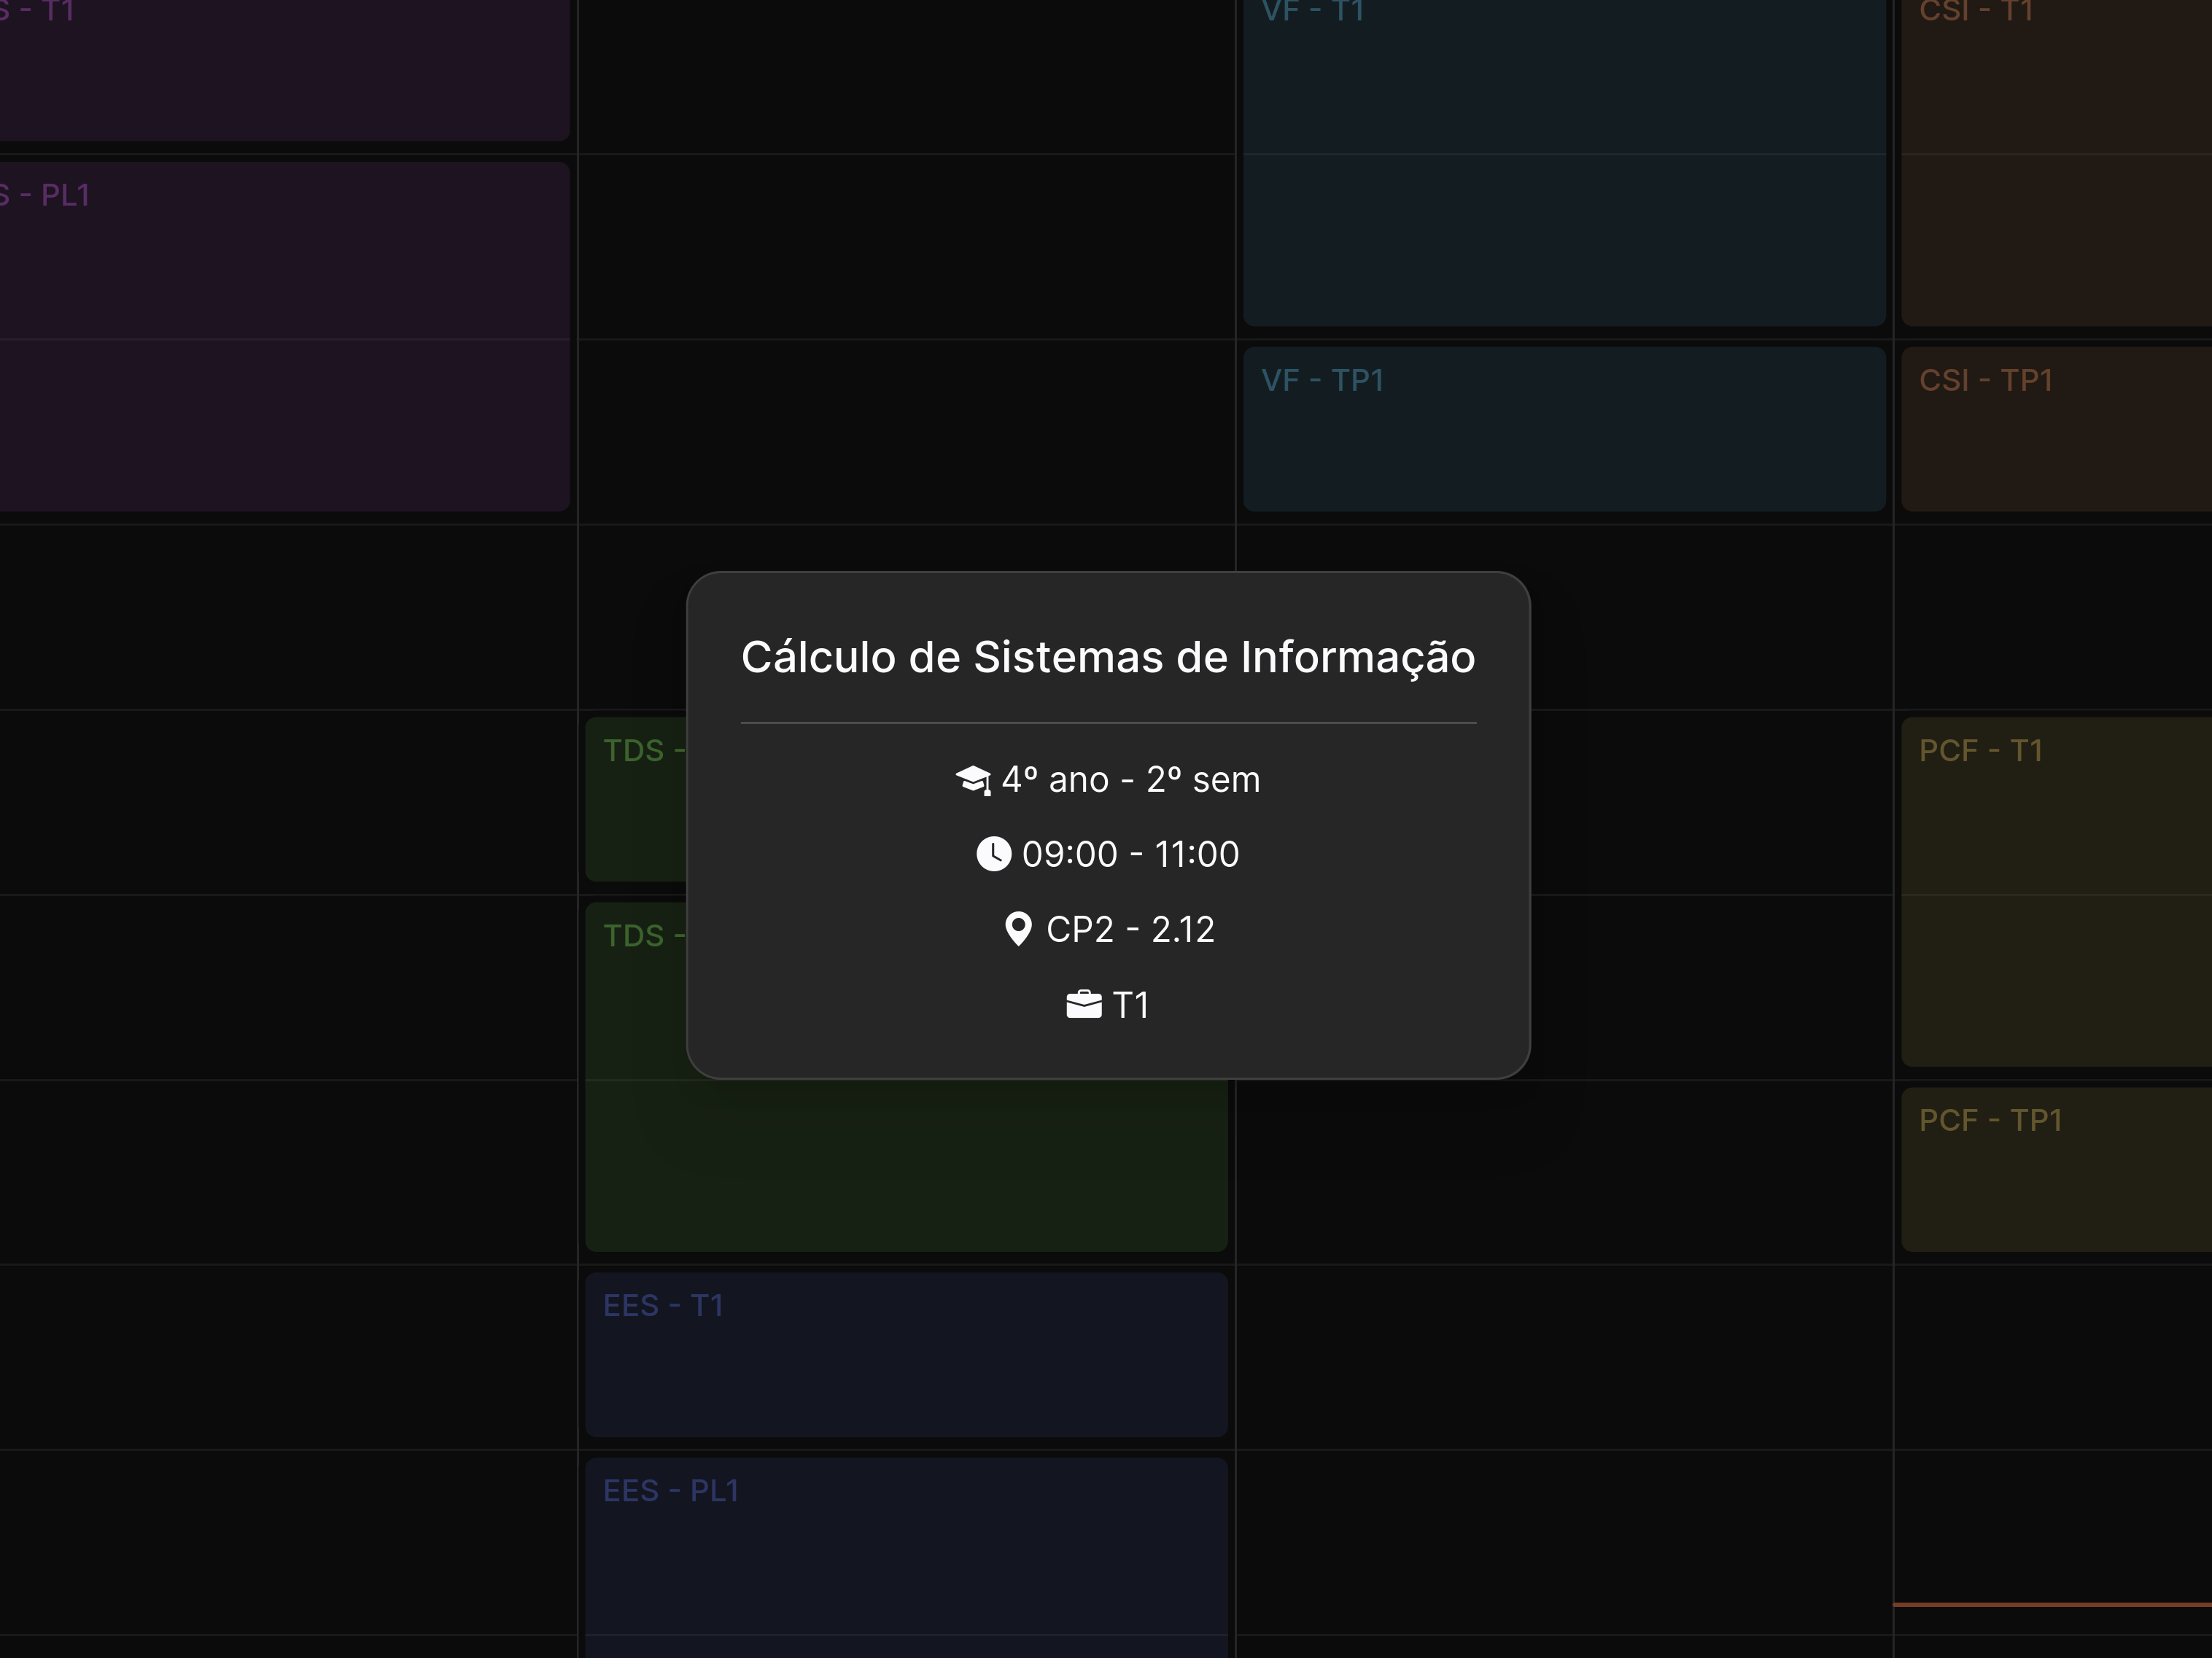 S - T1
VF - T1
CSI - T1
S - PL1
VF - TP1
CSI - TP1
Cálculo de Sistemas de Informação
4º ano - 2º sem
09:00 - 11:00
CP2 - 2.12
T1
TDS -
TDS -
PCF - T1
PCF - TP1
EES - T1
EES - PL1